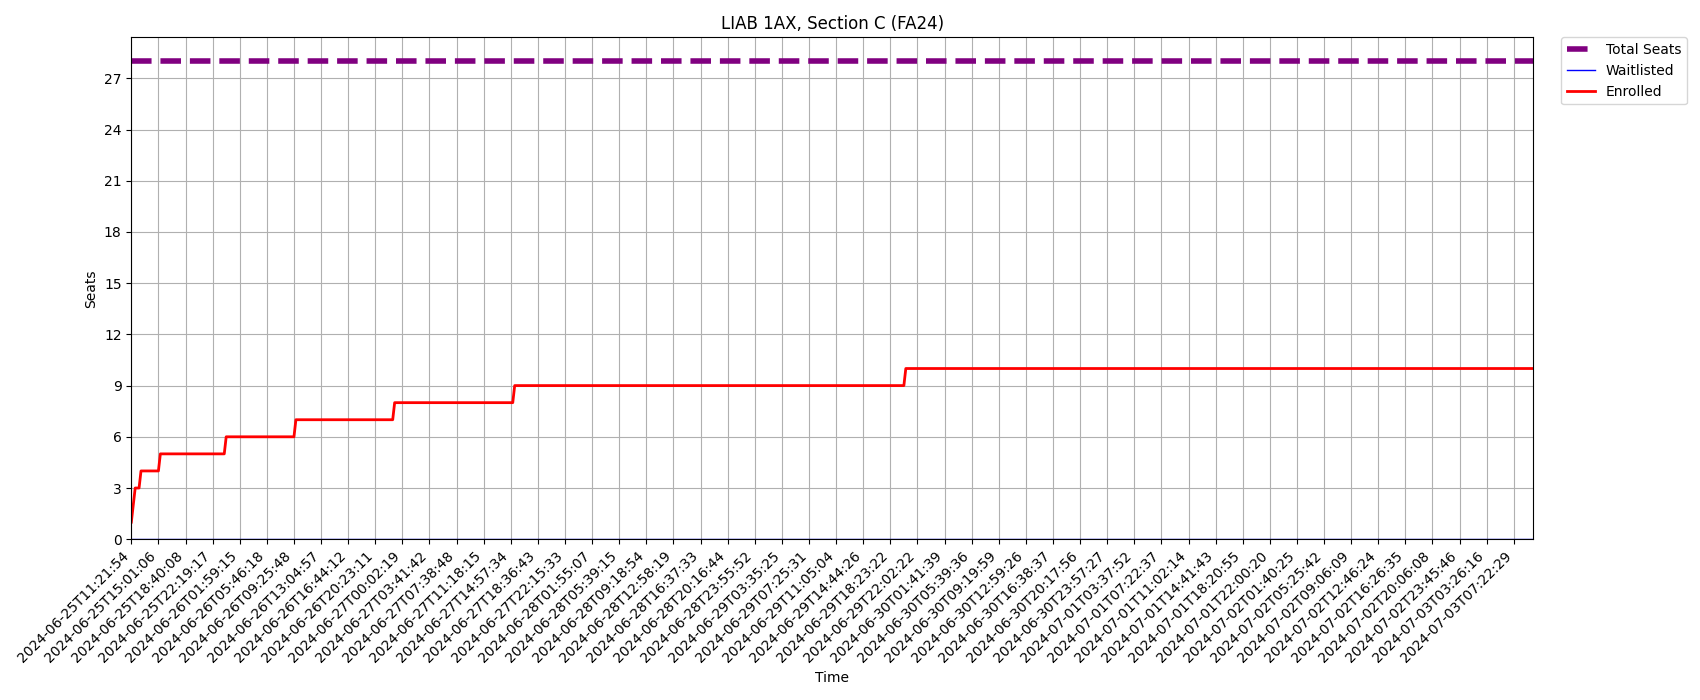 LIAB 1AX, Section C (FA24)
Total Seats
Waitlisted
Enrolled
Seats
27
24
21
18
15
12
9
6
3
0
2024-06-25T11:21:54
2024-06-25T15:01:06
2024-06-25T18:40:08
2024-06-25T22:19:17
2024-06-26T01:59:15
2024-06-26T05:46:18
2024-06-26T09:25:48
2024-06-26T13:04:57
2024-06-26T16:44:12
2024-06-26T20:23:11
2024-06-27T00:02:19
2024-06-27T03:41:42
2024-06-27T07:38:48
2024-06-27T11:18:15
2024-06-27T14:57:34
2024-06-27T18:36:43
2024-06-27T22:15:33
2024-06-28T01:55:07
2024-06-28T05:39:15
2024-06-28T09:18:54
2024-06-28T12:58:19
2024-06-28T16:37:33
2024-06-28T20:16:44
2024-06-28T23:55:52
2024-06-29T03:35:25
2024-06-29T07:25:31
2024-06-29T11:05:04
2024-06-29T14:44:26
2024-06-29T18:23:22
2024-06-29T22:02:22
2024-06-30T01:41:39
2024-06-30T05:39:36
2024-06-30T09:19:59
2024-06-30T12:59:26
2024-06-30T16:38:37
2024-06-30T20:17:56
2024-06-30T23:57:27
2024-07-01T03:37:52
2024-07-01T07:22:37
2024-07-01T11:02:14
2024-07-01T14:41:43
2024-07-01T18:20:55
2024-07-01T22:00:20
2024-07-02T01:40:25
2024-07-02T05:25:42
2024-07-02T09:06:09
2024-07-02T12:46:24
2024-07-02T16:26:35
2024-07-02T20:06:08
2024-07-02T23:45:46
2024-07-03T03:26:16
2024-07-03T07:22:29
Time